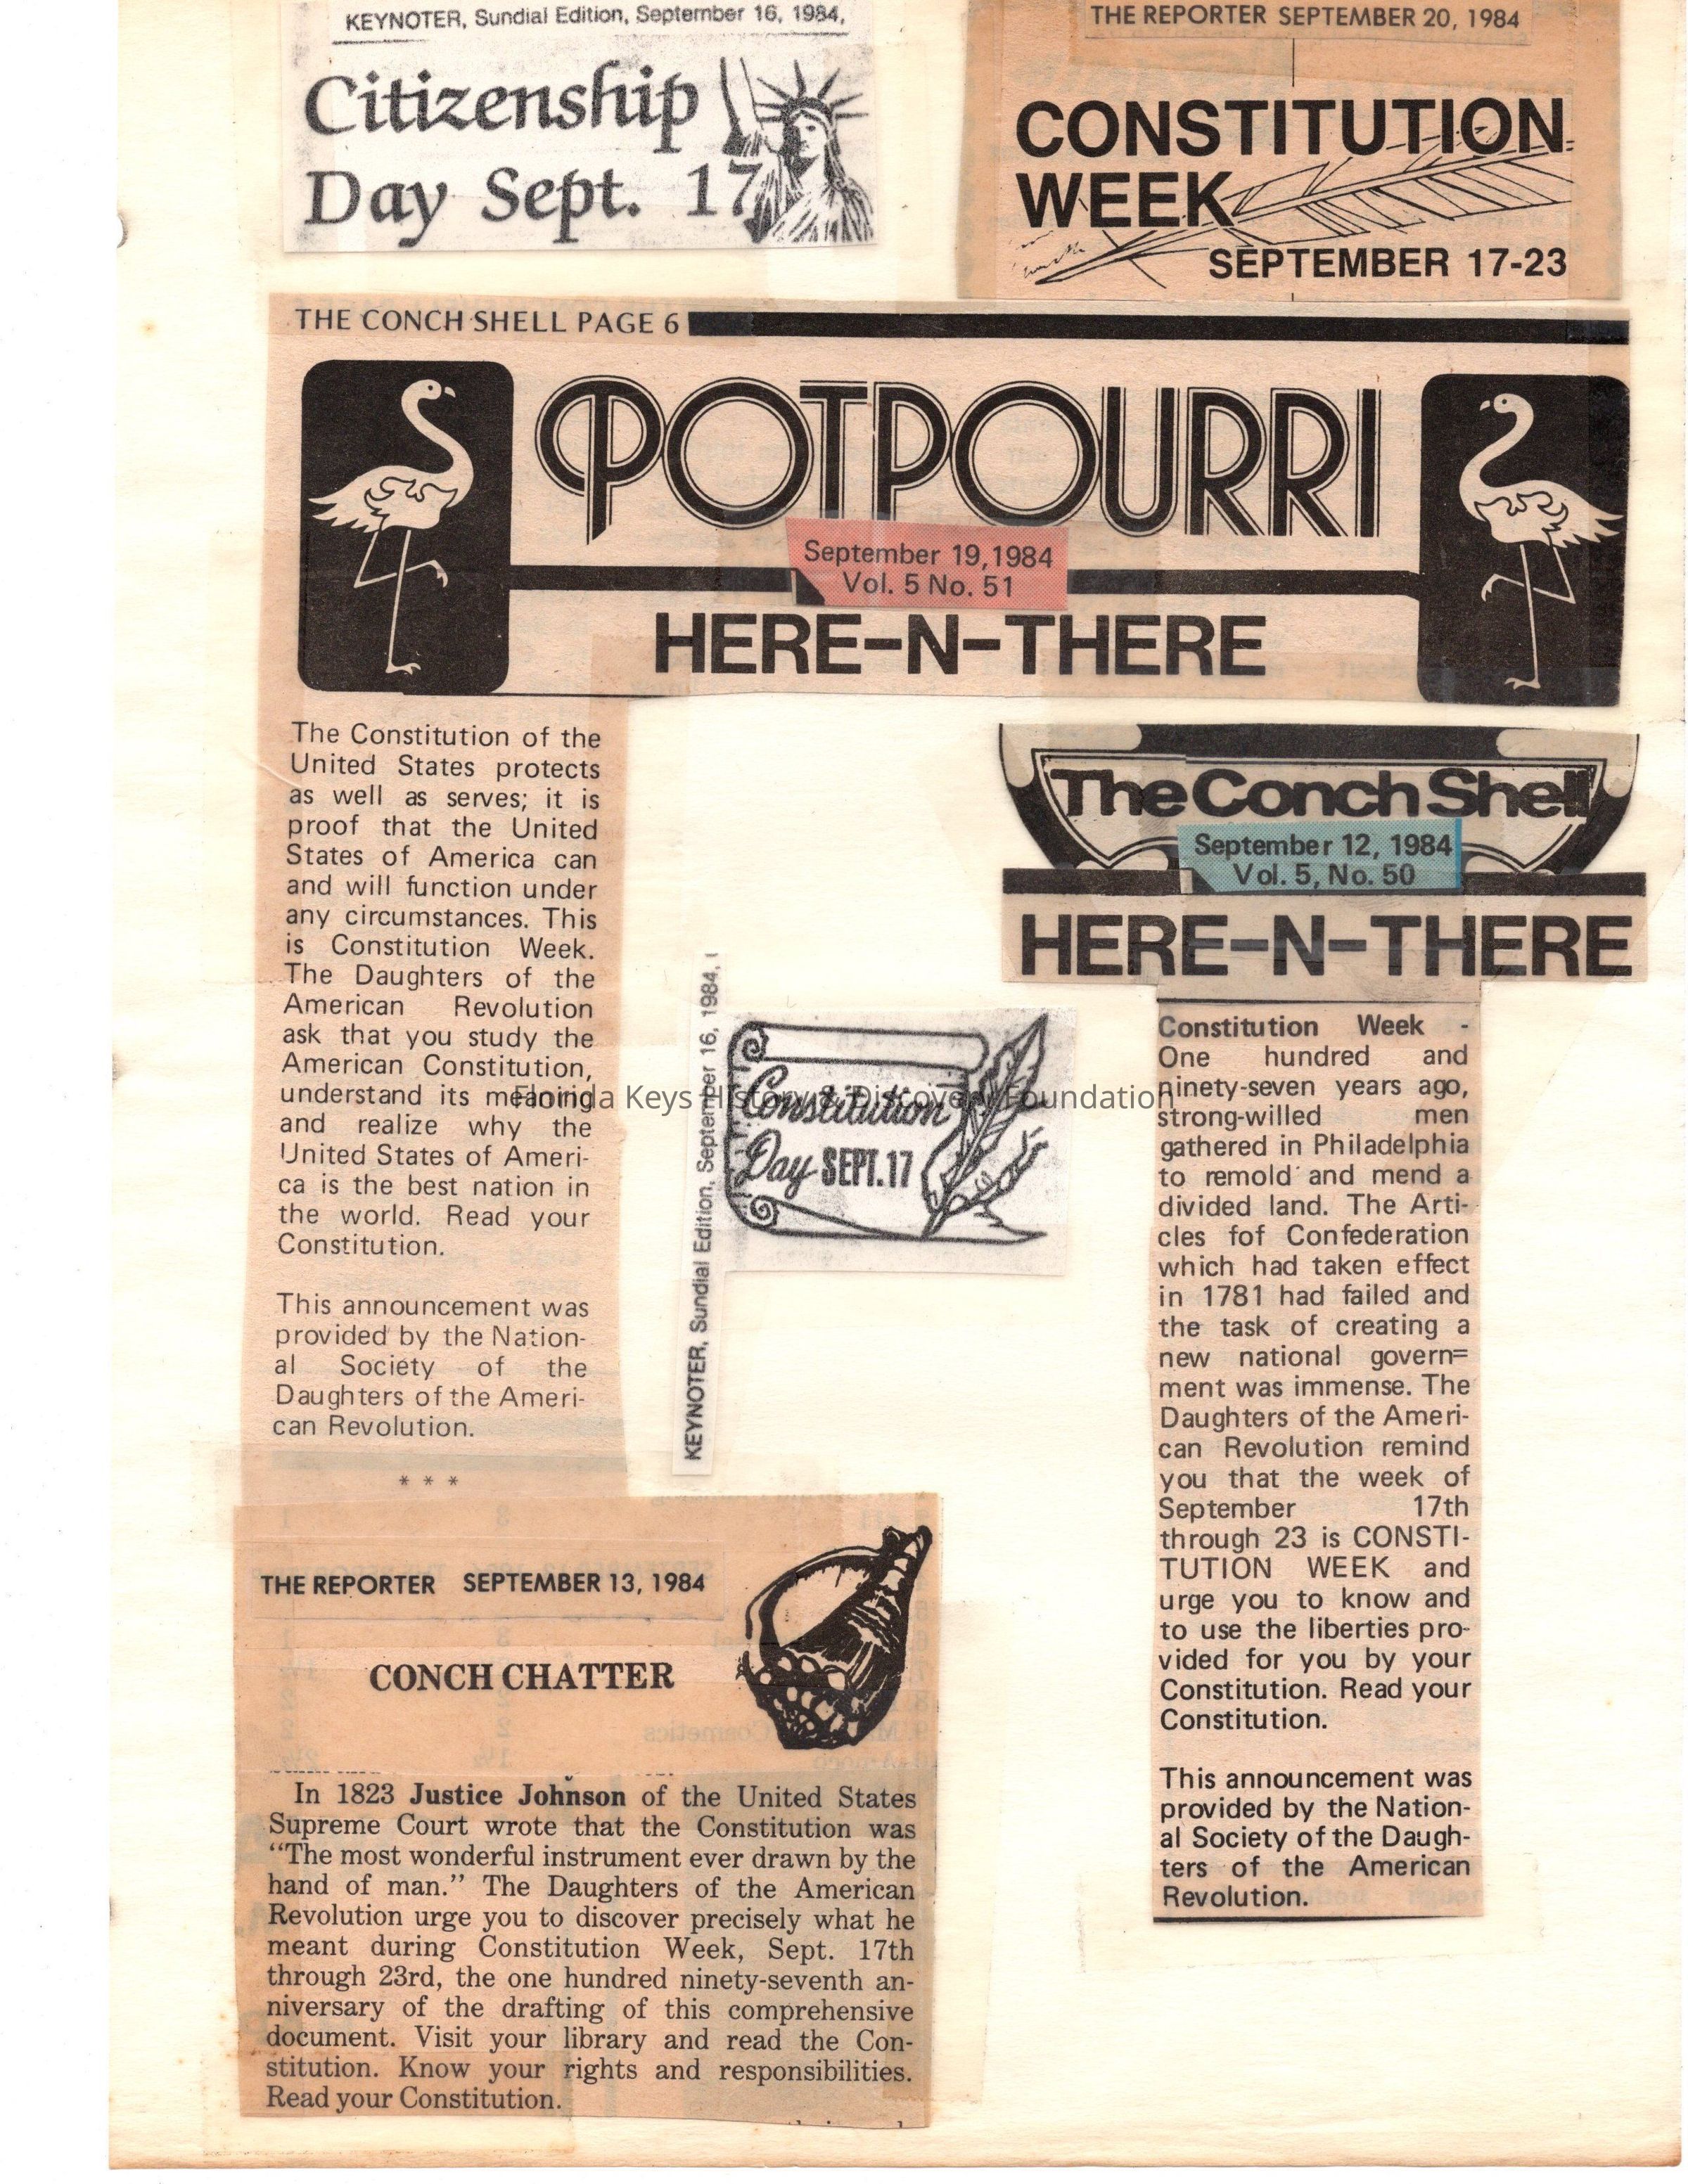 KEYNOTER, Sundial Edition, September 16, 1984,
Citizenship
Day Sept. 17
THE REPORTER SEPTEMBER 20, 1984
CONSTITUTION
WEEK
SEPTEMBER 17-23
THE CONCH SHELL PAGE 6
POTPOURRI
September 19,1984
Vol. 5 No. 51
HERE-N-THERE
The Constitution of the
United States protects
as well as serves; it is
proof that the United
States of America can
and will function under
any circumstances. This
is Constitution Week.
The Daughters of the
American Revolution
ask that you study the
American Constitution,
understand its meaning
and realize why the
United States of Ameri-
ca is the best nation in
the world. Read your
Constitution.
This announcement was
provided by the Nation-
al Society of the
Daughters of the Ameri-
can Revolution.
* * *
The Conch Shell
September 12, 1984
Vol. 5, No. 50
HERE-N-THERE
Constitution Week -
One hundred and
ninety-seven years ago,
strong-willed men
gathered in Philadelphia
to remold and mend a
divided land. The Arti-
cles fof Confederation
which had taken effect
in 1781 had failed and
the task of creating a
new national govern=
ment was immense. The
Daughters of the Ameri-
can Revolution remind
you that the week of
September 17th
through 23 is CONSTI-
TUTION WEEK and
urge you to know and
to use the liberties pro-
vided for you by your
Constitution. Read your
Constitution.
This announcement was
provided by the Nation-
al Society of the Daugh-
ters of the American
Revolution.
KEYNOTER, Sundial Edition, September 16, 1984,
Constitution
Day SEPT. 17
Florida Keys History & Discovery Foundation
THE REPORTER SEPTEMBER 13, 1984
CONCH CHATTER
In 1823 Justice Johnson of the United States
Supreme Court wrote that the Constitution was
“The most wonderful instrument ever drawn by the
hand of man.” The Daughters of the American
Revolution urge you to discover precisely what he
meant during Constitution Week, Sept. 17th
through 23rd, the one hundred ninety-seventh an-
niversary of the drafting of this comprehensive
document. Visit your library and read the Con-
stitution. Know your rights and responsibilities.
Read your Constitution.